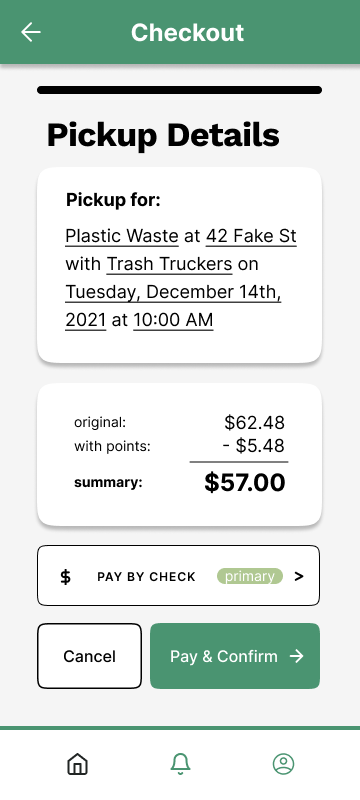 Checkout
Pickup Details
Pickup for:
Plastic Waste at 42 Fake St
with Trash Truckers on
Tuesday, December 14th,
2021 at 10:00 AM
original: $62.48
with points: - $5.48
summary: $57.00
$ PAY BY CHECK primary >
Cancel Pay & Confirm →